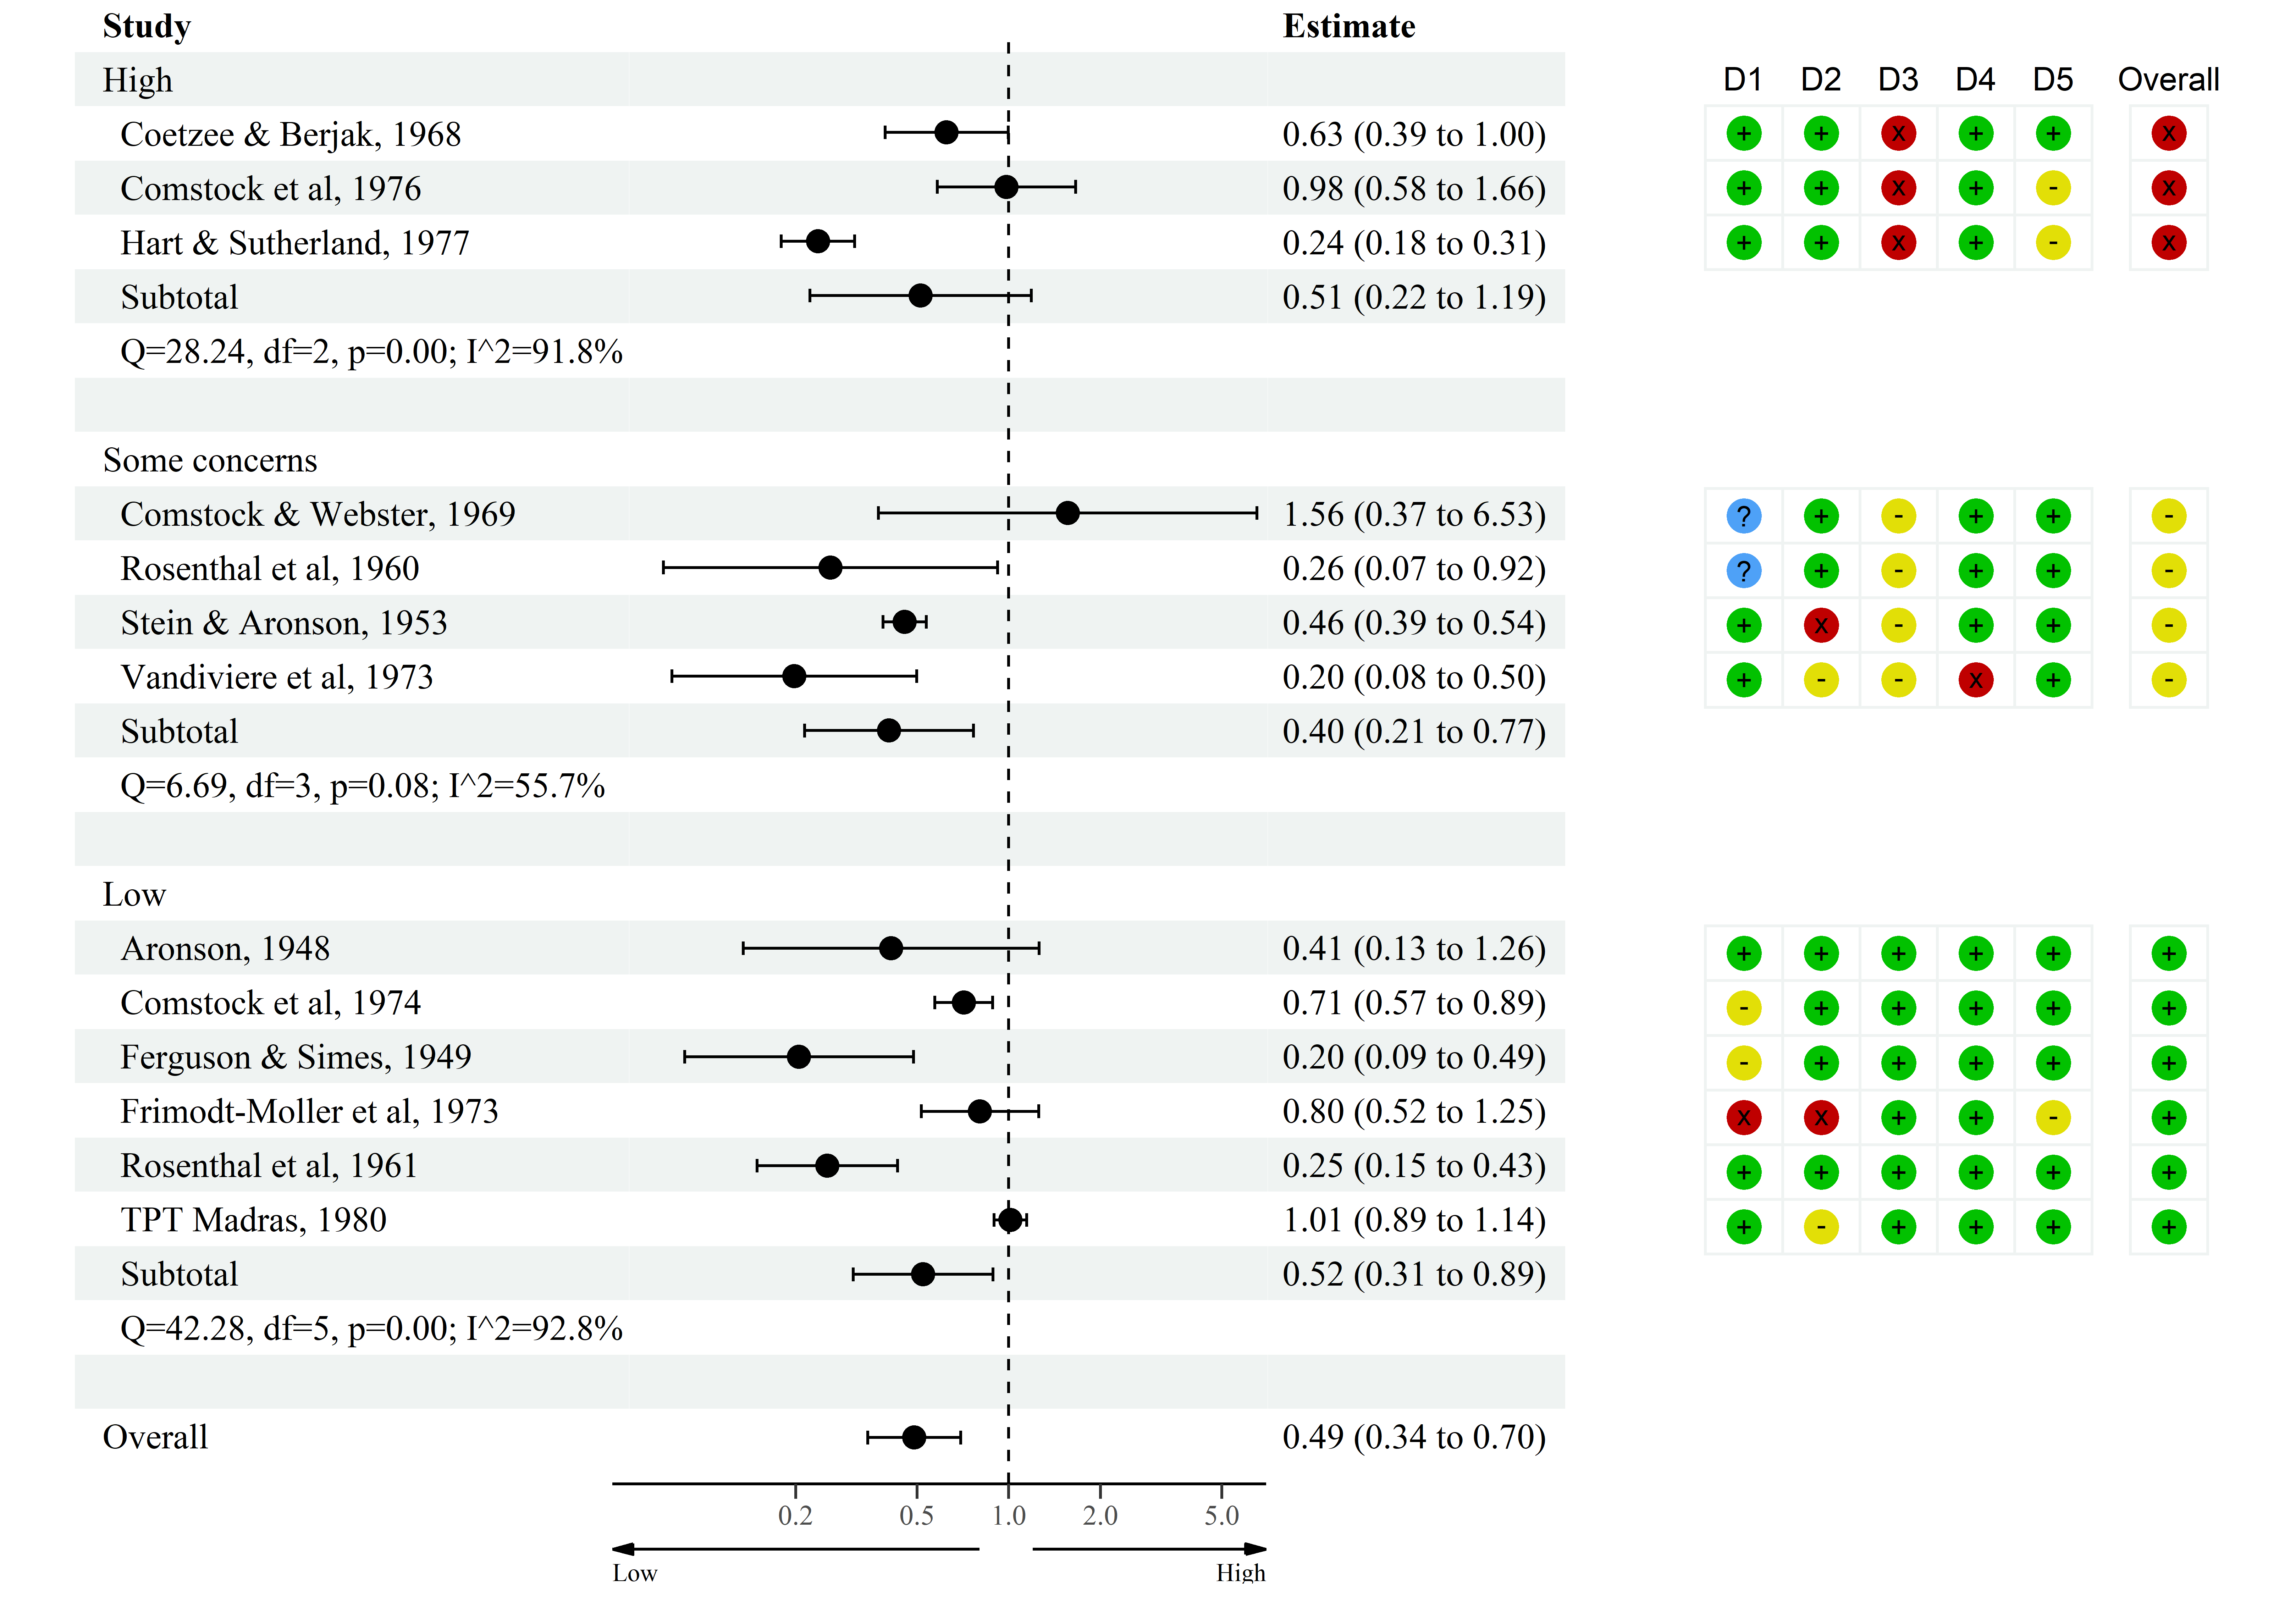 Study Estimate
High D1 D2 D3 D4 D5 Overall
Coetzee & Berjak, 1968 0.63 (0.39 to 1.00) + + x + + x
Comstock et al, 1976 0.98 (0.58 to 1.66) + + x + - x
Hart & Sutherland, 1977 0.24 (0.18 to 0.31) + + x + - x
Subtotal 0.51 (0.22 to 1.19)
Q=28.24, df=2, p=0.00; I^2=91.8%
Some concerns
Comstock & Webster, 1969 1.56 (0.37 to 6.53) ? + - + + -
Rosenthal et al, 1960 0.26 (0.07 to 0.92) ? + - + + -
Stein & Aronson, 1953 0.46 (0.39 to 0.54) + x - + + -
Vandiviere et al, 1973 0.20 (0.08 to 0.50) + - - x + -
Subtotal 0.40 (0.21 to 0.77)
Q=6.69, df=3, p=0.08; I^2=55.7%
Low
Aronson, 1948 0.41 (0.13 to 1.26) + + + + + +
Comstock et al, 1974 0.71 (0.57 to 0.89) - + + + + +
Ferguson & Simes, 1949 0.20 (0.09 to 0.49) - + + + + +
Frimodt-Moller et al, 1973 0.80 (0.52 to 1.25) x x + + - +
Rosenthal et al, 1961 0.25 (0.15 to 0.43) + + + + + +
TPT Madras, 1980 1.01 (0.89 to 1.14) + - + + + +
Subtotal 0.52 (0.31 to 0.89)
Q=42.28, df=5, p=0.00; I^2=92.8%
Overall 0.49 (0.34 to 0.70)
0.2 0.5 1.0 2.0 5.0
Low High